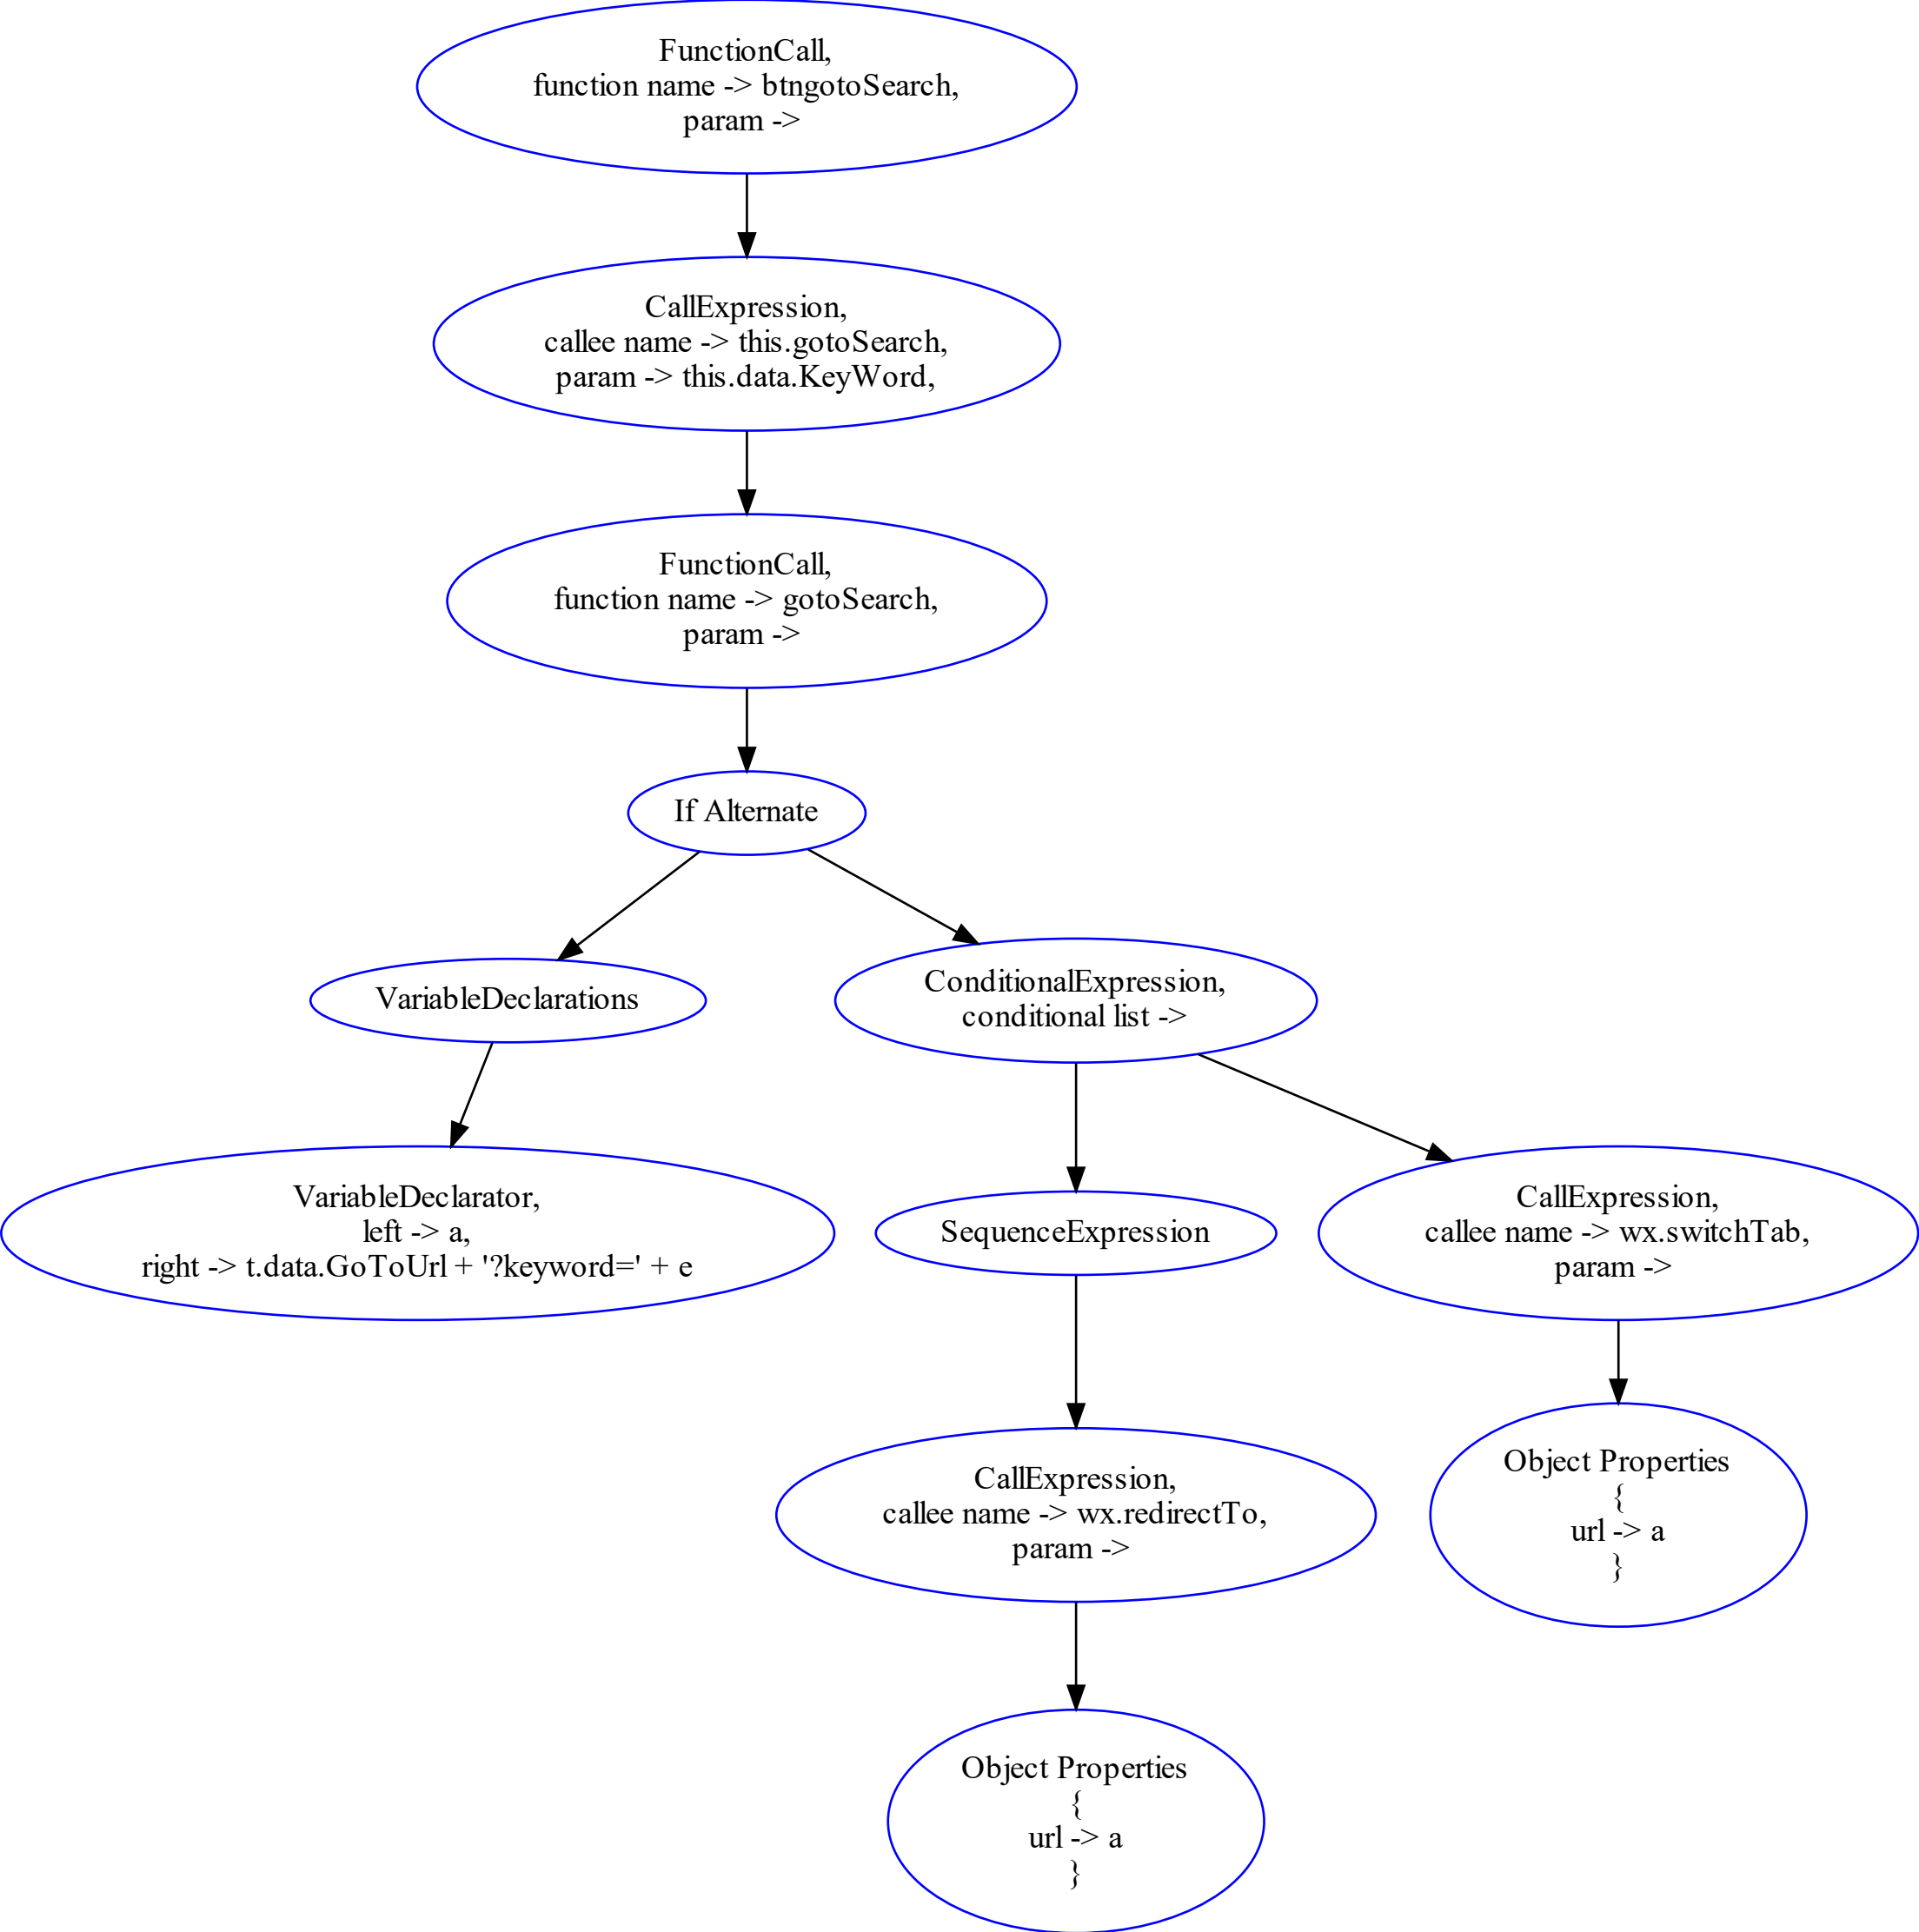 FunctionCall,
function name -> btngotoSearch,
param ->
CallExpression,
callee name -> this.gotoSearch,
param -> this.data.KeyWord,
FunctionCall,
function name -> gotoSearch,
param ->
If Alternate
VariableDeclarations
ConditionalExpression,
conditional list ->
VariableDeclarator,
left -> a,
right -> t.data.GoToUrl + '?keyword=' + e
SequenceExpression
CallExpression,
callee name -> wx.switchTab,
param ->
CallExpression,
callee name -> wx.redirectTo,
param ->
Object Properties
{
url -> a
}
Object Properties
{
url -> a
}